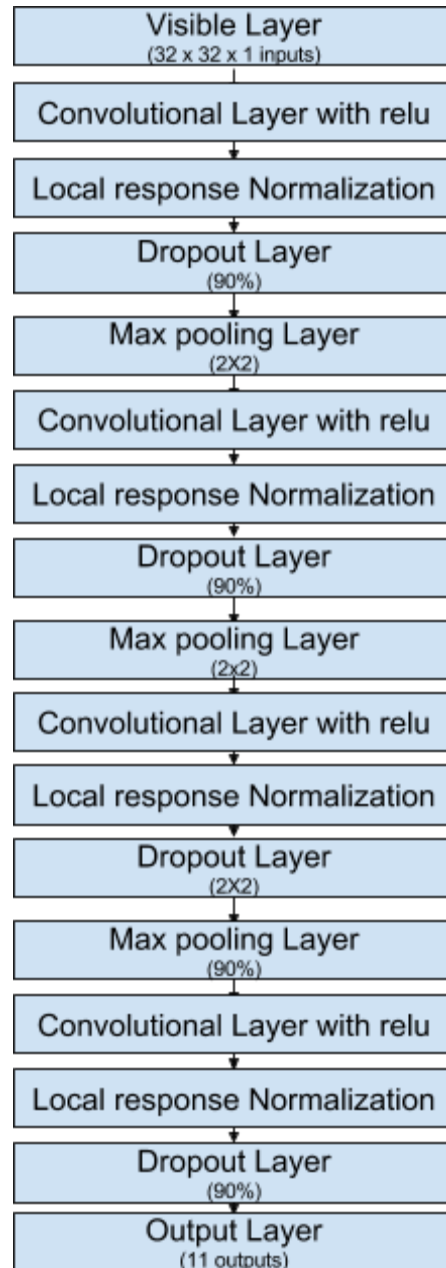 Visible Layer
(32 x 32 x 1 inputs)
Convolutional Layer with relu
Local response Normalization
Dropout Layer
(90%)
Max pooling Layer
(2X2)
Convolutional Layer with relu
Local response Normalization
Dropout Layer
(90%)
Max pooling Layer
(2x2)
Convolutional Layer with relu
Local response Normalization
Dropout Layer
(2X2)
Max pooling Layer
(90%)
Convolutional Layer with relu
Local response Normalization
Dropout Layer
(90%)
Output Layer
(11 outputs)